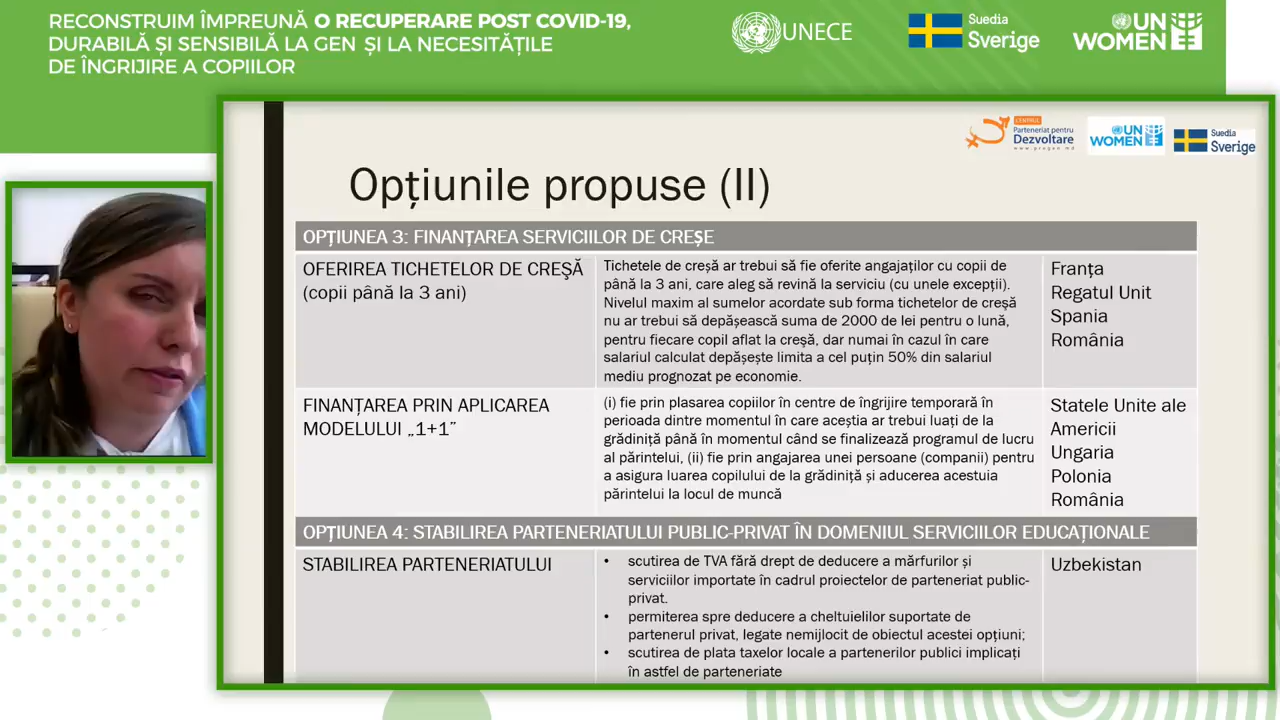 RECONSTRUIM ÎMPREUNĂ O RECUPERARE POST COVID-19,
DURABILĂ ȘI SENSIBILĂ LA GEN ȘI LA NECESITĂȚILE
DE ÎNGRIJIRE A COPIILOR
UNECE
Suedia
Sverige
UN
WOMEN
CENTRUL
Parteneriat pentru
Dezvoltare
www.progen.md
UN
WOMEN
Suedia
Sverige
Opțiunile propuse (II)
OPȚIUNEA 3: FINANȚAREA SERVICIILOR DE CREȘE
OFERIREA TICHETELOR DE CREŞĂ
(copii până la 3 ani)
Tichetele de creșă ar trebui să fie oferite angajaților cu copii de
până la 3 ani, care aleg să revină la serviciu (cu unele excepții).
Nivelul maxim al sumelor acordate sub forma tichetelor de creșă
nu ar trebui să depășească suma de 2000 de lei pentru o lună,
pentru fiecare copil aflat la creșă, dar numai în cazul în care
salariul calculat depășește limita a cel puțin 50% din salariul
mediu prognozat pe economie.
Franța
Regatul Unit
Spania
România
FINANȚAREA PRIN APLICAREA
MODELULUI „1+1”
(i) fie prin plasarea copiilor în centre de îngrijire temporară în
perioada dintre momentul în care aceștia ar trebui luați de la
grădiniță până în momentul când se finalizează programul de lucru
al părintelui, (ii) fie prin angajarea unei persoane (companii) pentru
a asigura luarea copilului de la grădiniță și aducerea acestuia
părintelui la locul de muncă
Statele Unite ale
Americii
Ungaria
Polonia
România
OPȚIUNEA 4: STABILIREA PARTENERIATULUI PUBLIC-PRIVAT ÎN DOMENIUL SERVICIILOR EDUCAȚIONALE
STABILIREA PARTENERIATULUI
• scutirea de TVA fără drept de deducere a mărfurilor și
serviciilor importate în cadrul proiectelor de parteneriat public-
privat.
• permiterea spre deducere a cheltuielilor suportate de
partenerul privat, legate nemijlocit de obiectul acestei opțiuni;
• scutirea de plata taxelor locale a partenerilor publici implicați
în astfel de parteneriate
Uzbekistan